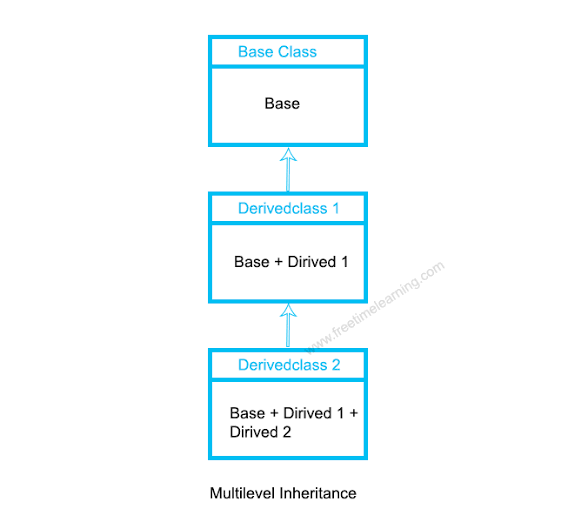 Base Class
Base
Derivedclass 1
Base + Dirived 1
www.freetimelearning.com
Derivedclass 2
Base + Dirived 1 +
Dirived 2
Multilevel Inheritance